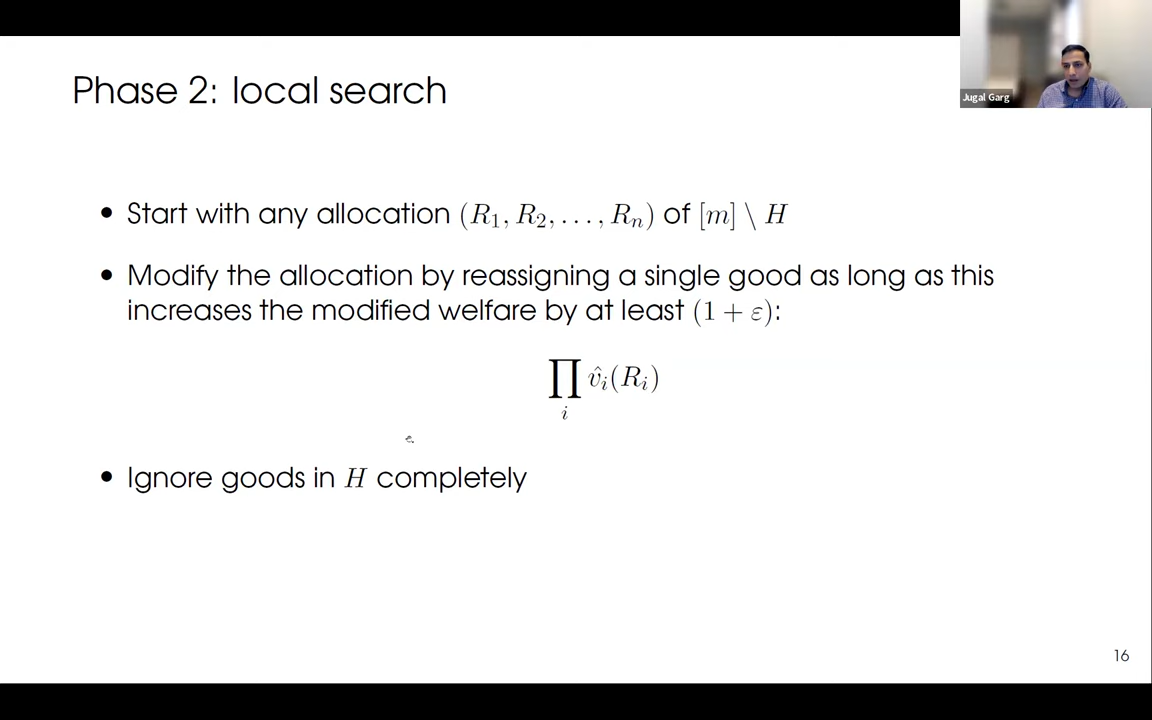 Phase 2: local search
Jugal Garg
• Start with any allocation (R₁, R₂, . . . , Rₙ) of [m] \ H
• Modify the allocation by reassigning a single good as long as this
increases the modified welfare by at least (1 + ε):
∏ᵢ v̂ᵢ(Rᵢ)
• Ignore goods in H completely
16